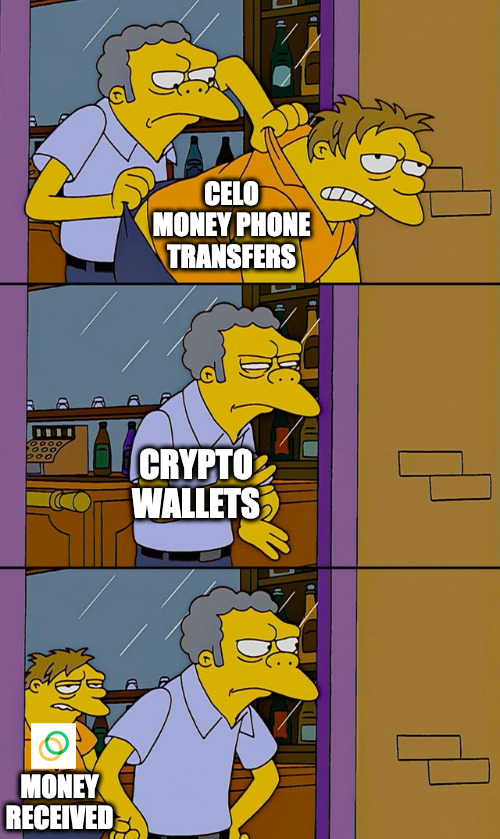 CELO
MONEY PHONE
TRANSFERS
CRYPTO
WALLETS
MONEY
RECEIVED